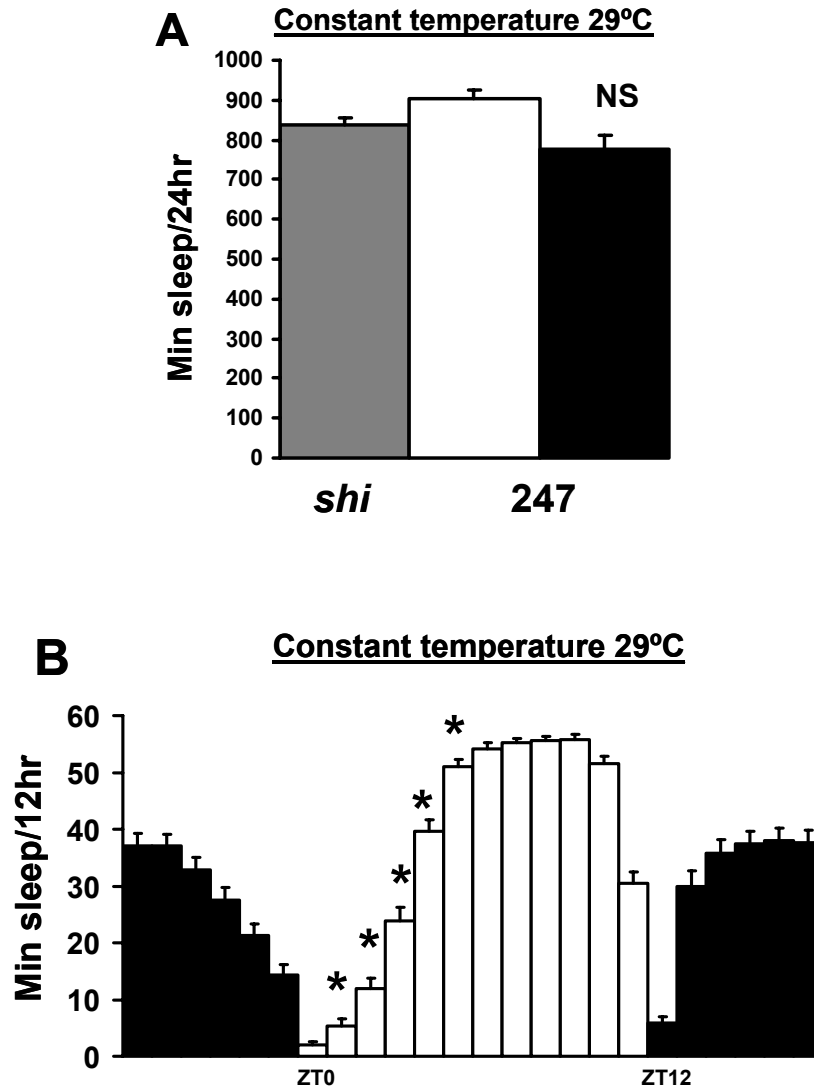 A
Constant temperature 29ºC
1000
900
800
700
600
500
400
300
200
100
0
Min sleep/24hr
NS
shi 247
B
Constant temperature 29ºC
60
50
40
30
20
10
0
Min sleep/12hr
* * * * *
ZT0 ZT12